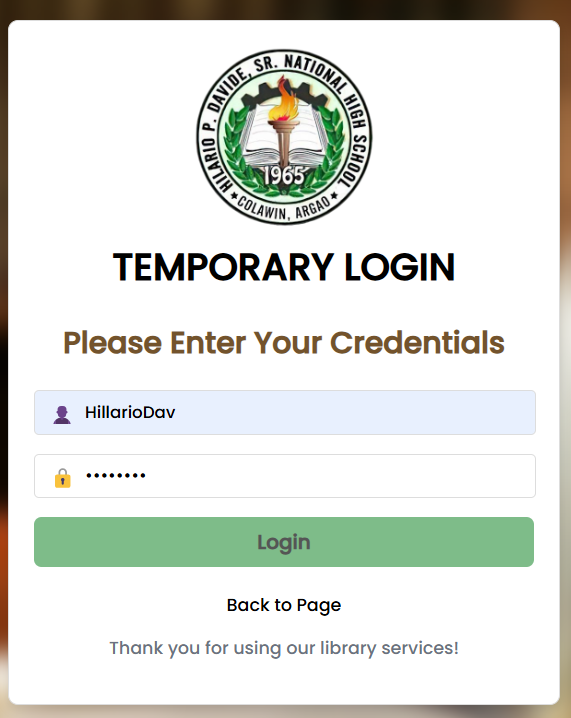 HILARIO P. DAVIDE, SR. NATIONAL HIGH SCHOOL
1965
COLAWIN, ARGAO
TEMPORARY LOGIN
Please Enter Your Credentials
HillarioDav
••••••••
Login
Back to Page
Thank you for using our library services!